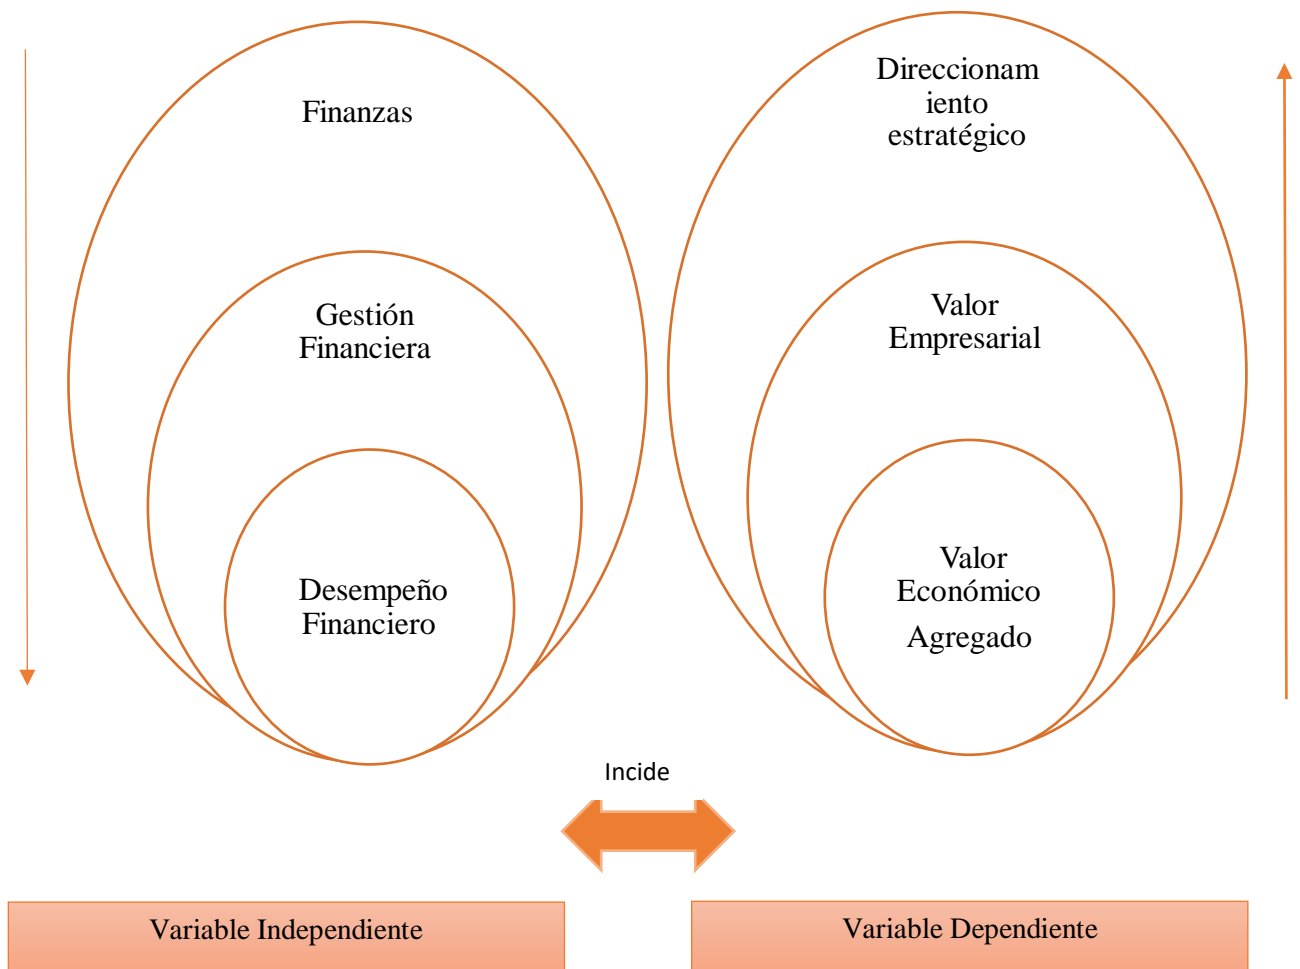 Finanzas
Gestión
Financiera
Desempeño
Financiero
Direccionam
iento
estratégico
Valor
Empresarial
Valor
Económico
Agregado
Incide
Variable Independiente
Variable Dependiente